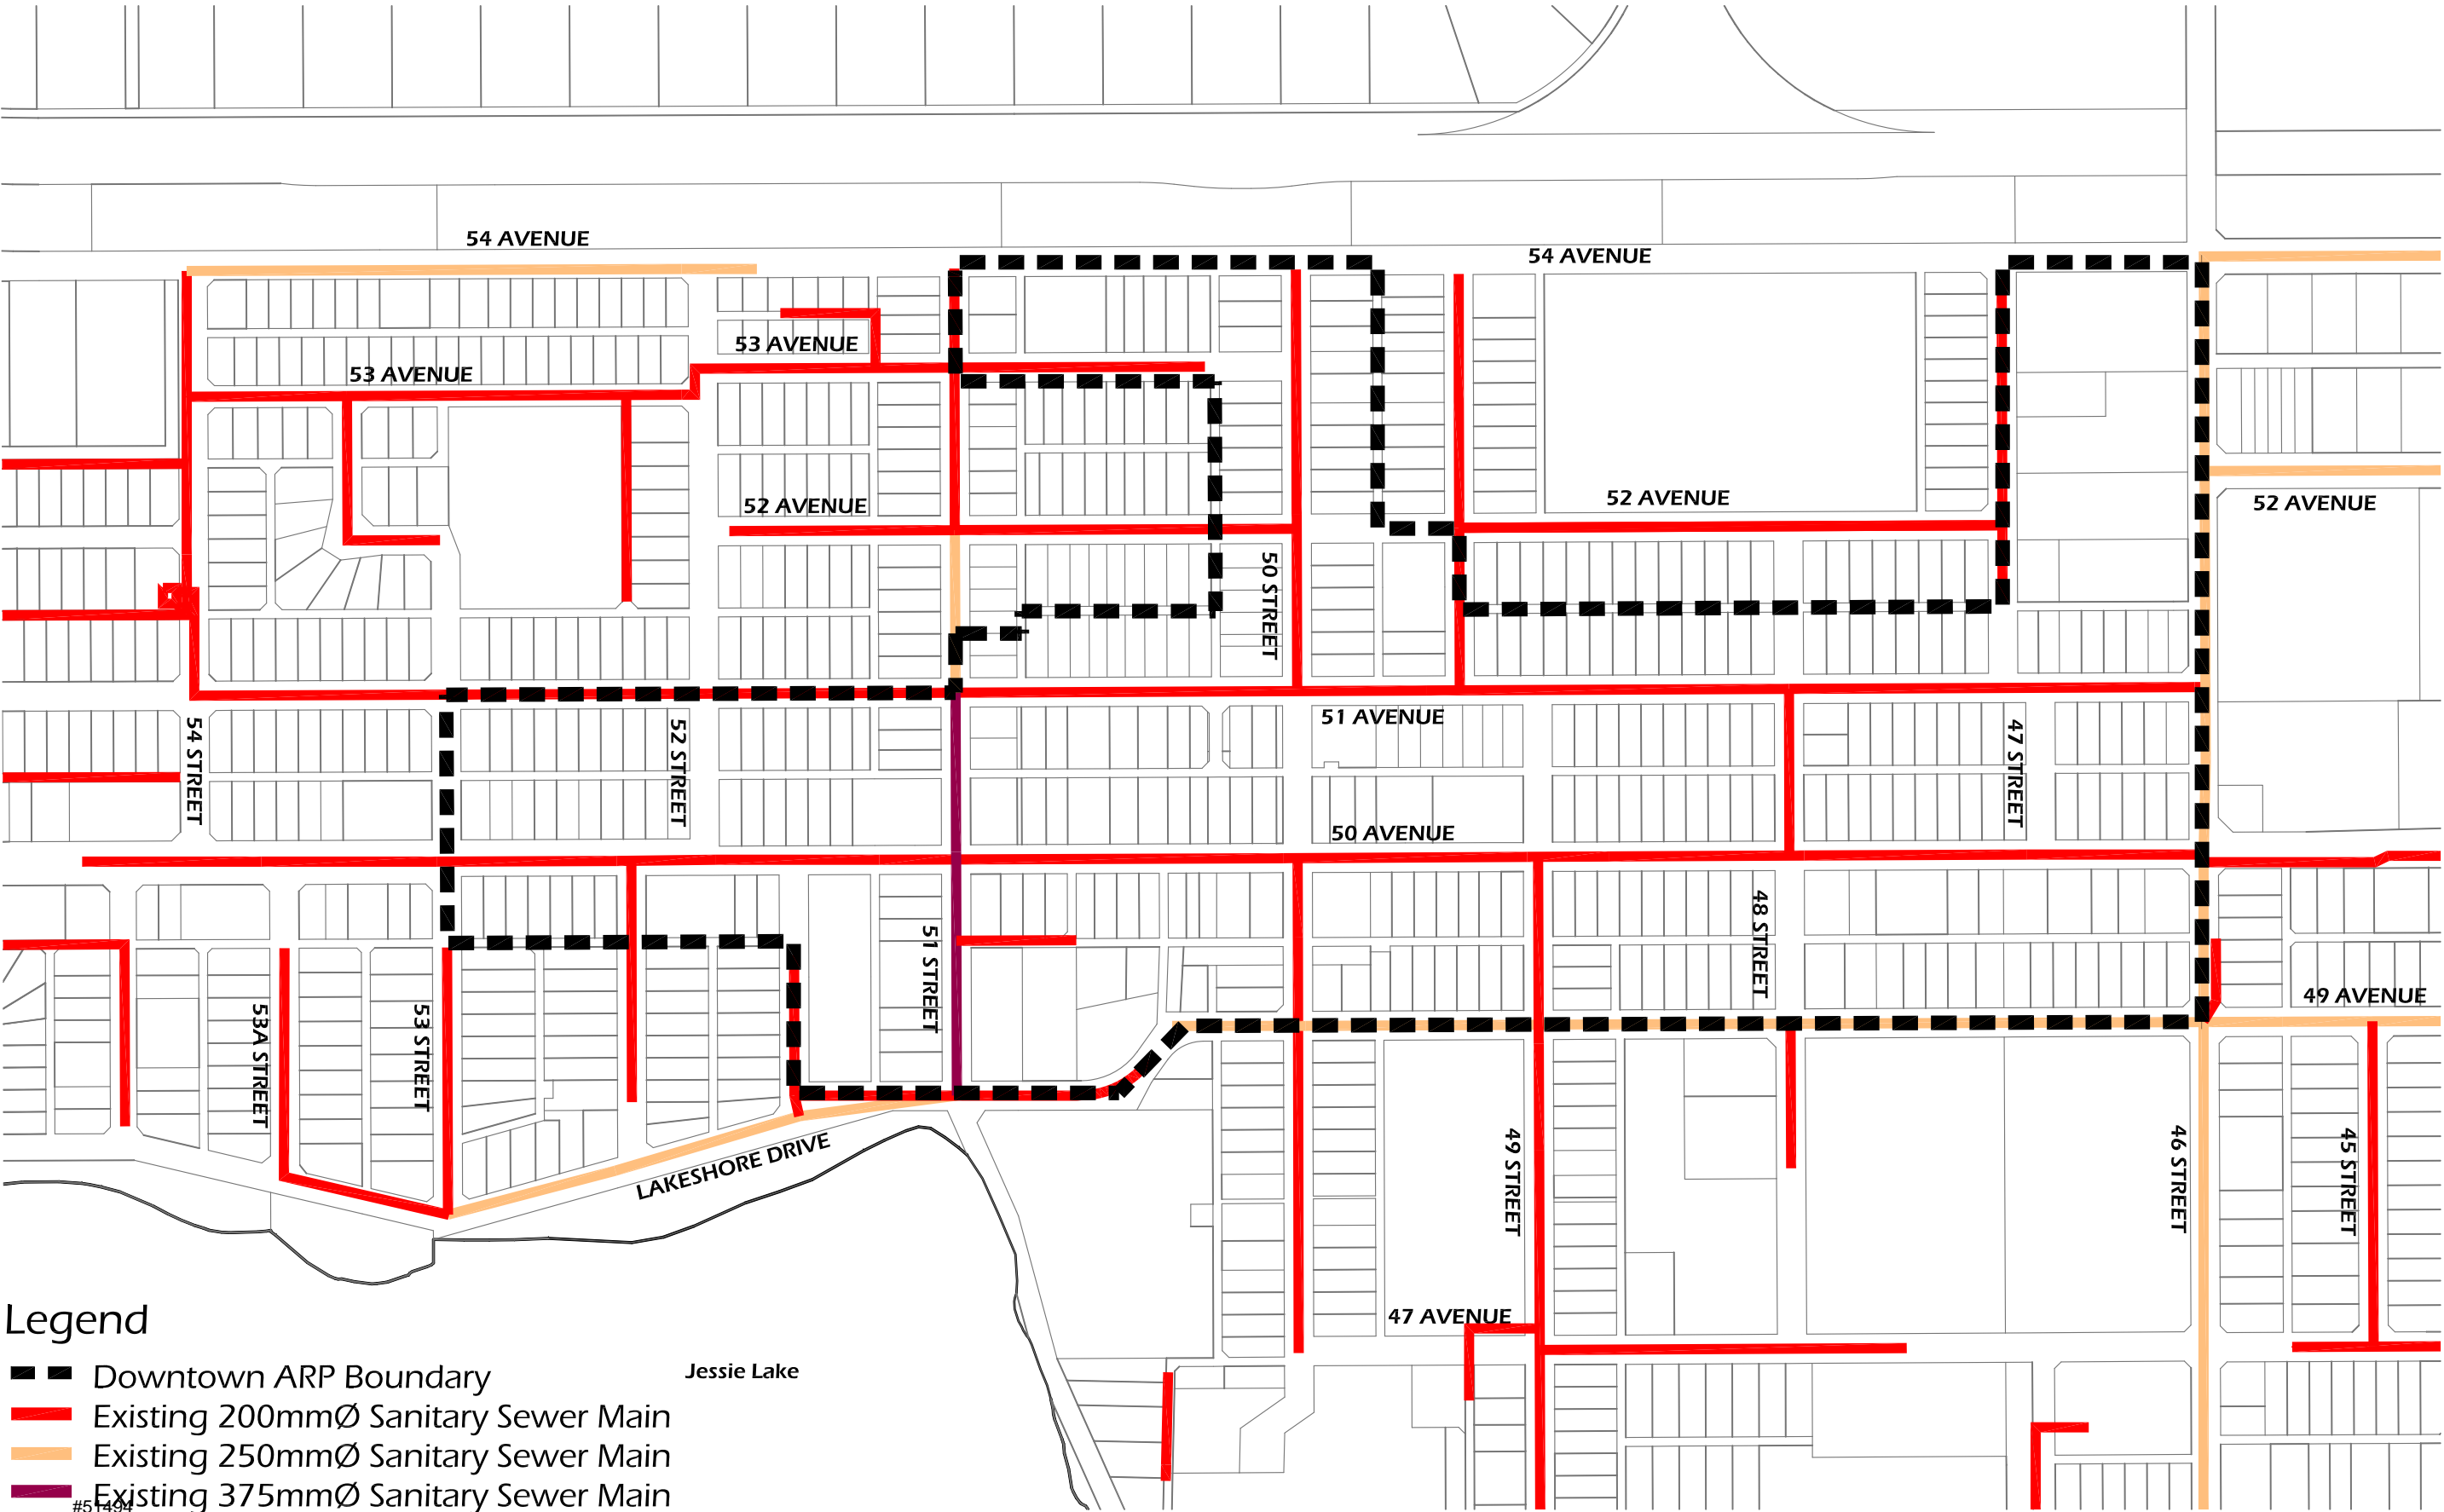 54 AVENUE
54 AVENUE
53 AVENUE
53 AVENUE
52 AVENUE
52 AVENUE
52 AVENUE
50 STREET
51 AVENUE
54 STREET
52 STREET
47 STREET
50 AVENUE
48 STREET
51 STREET
49 AVENUE
53A STREET
53 STREET
LAKESHORE DRIVE
49 STREET
46 STREET
45 STREET
47 AVENUE
Jessie Lake
Legend
Downtown ARP Boundary
Existing 200mmØ Sanitary Sewer Main
Existing 250mmØ Sanitary Sewer Main
Existing 375mmØ Sanitary Sewer Main
#51494